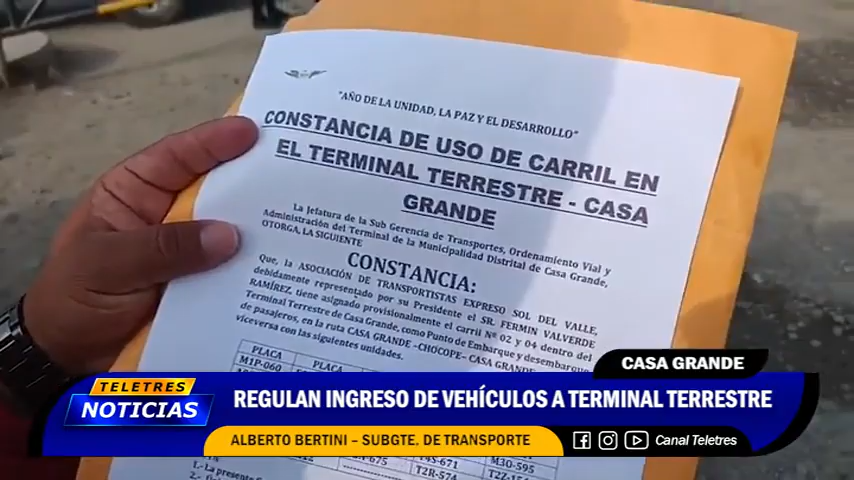 "AÑO DE LA UNIDAD, LA PAZ Y EL DESARROLLO"
CONSTANCIA DE USO DE CARRIL EN
EL TERMINAL TERRESTRE - CASA
GRANDE
La Jefatura de la Sub Gerencia de Transportes, Ordenamiento Vial y
Administración del Terminal de la Municipalidad Distrital de Casa Grande,
OTORGA, LA SIGUIENTE
CONSTANCIA:
Que, la ASOCIACIÓN DE TRANSPORTISTAS EXPRESO SOL DEL VALLE,
debidamente representado por su Presidente el SR. FERMIN VALVERDE
RAMÍREZ, tiene asignado provisionalmente el carril Nº 02 y 04 dentro del
Terminal Terrestre de Casa Grande, como Punto de Embarque y desembarque
de pasajeros, en la ruta CASA GRANDE -CHOCOPE- CASA GRANDE
viceversa con las siguientes unidades.
PLACA PLACA
M1P-060
CASA GRANDE
TELETRES
NOTICIAS
REGULAN INGRESO DE VEHÍCULOS A TERMINAL TERRESTRE
ALBERTO BERTINI – SUBGTE. DE TRANSPORTE
Canal Teletres
T4S-671 M3O-595
T2R-574
1.- La presente
2.-